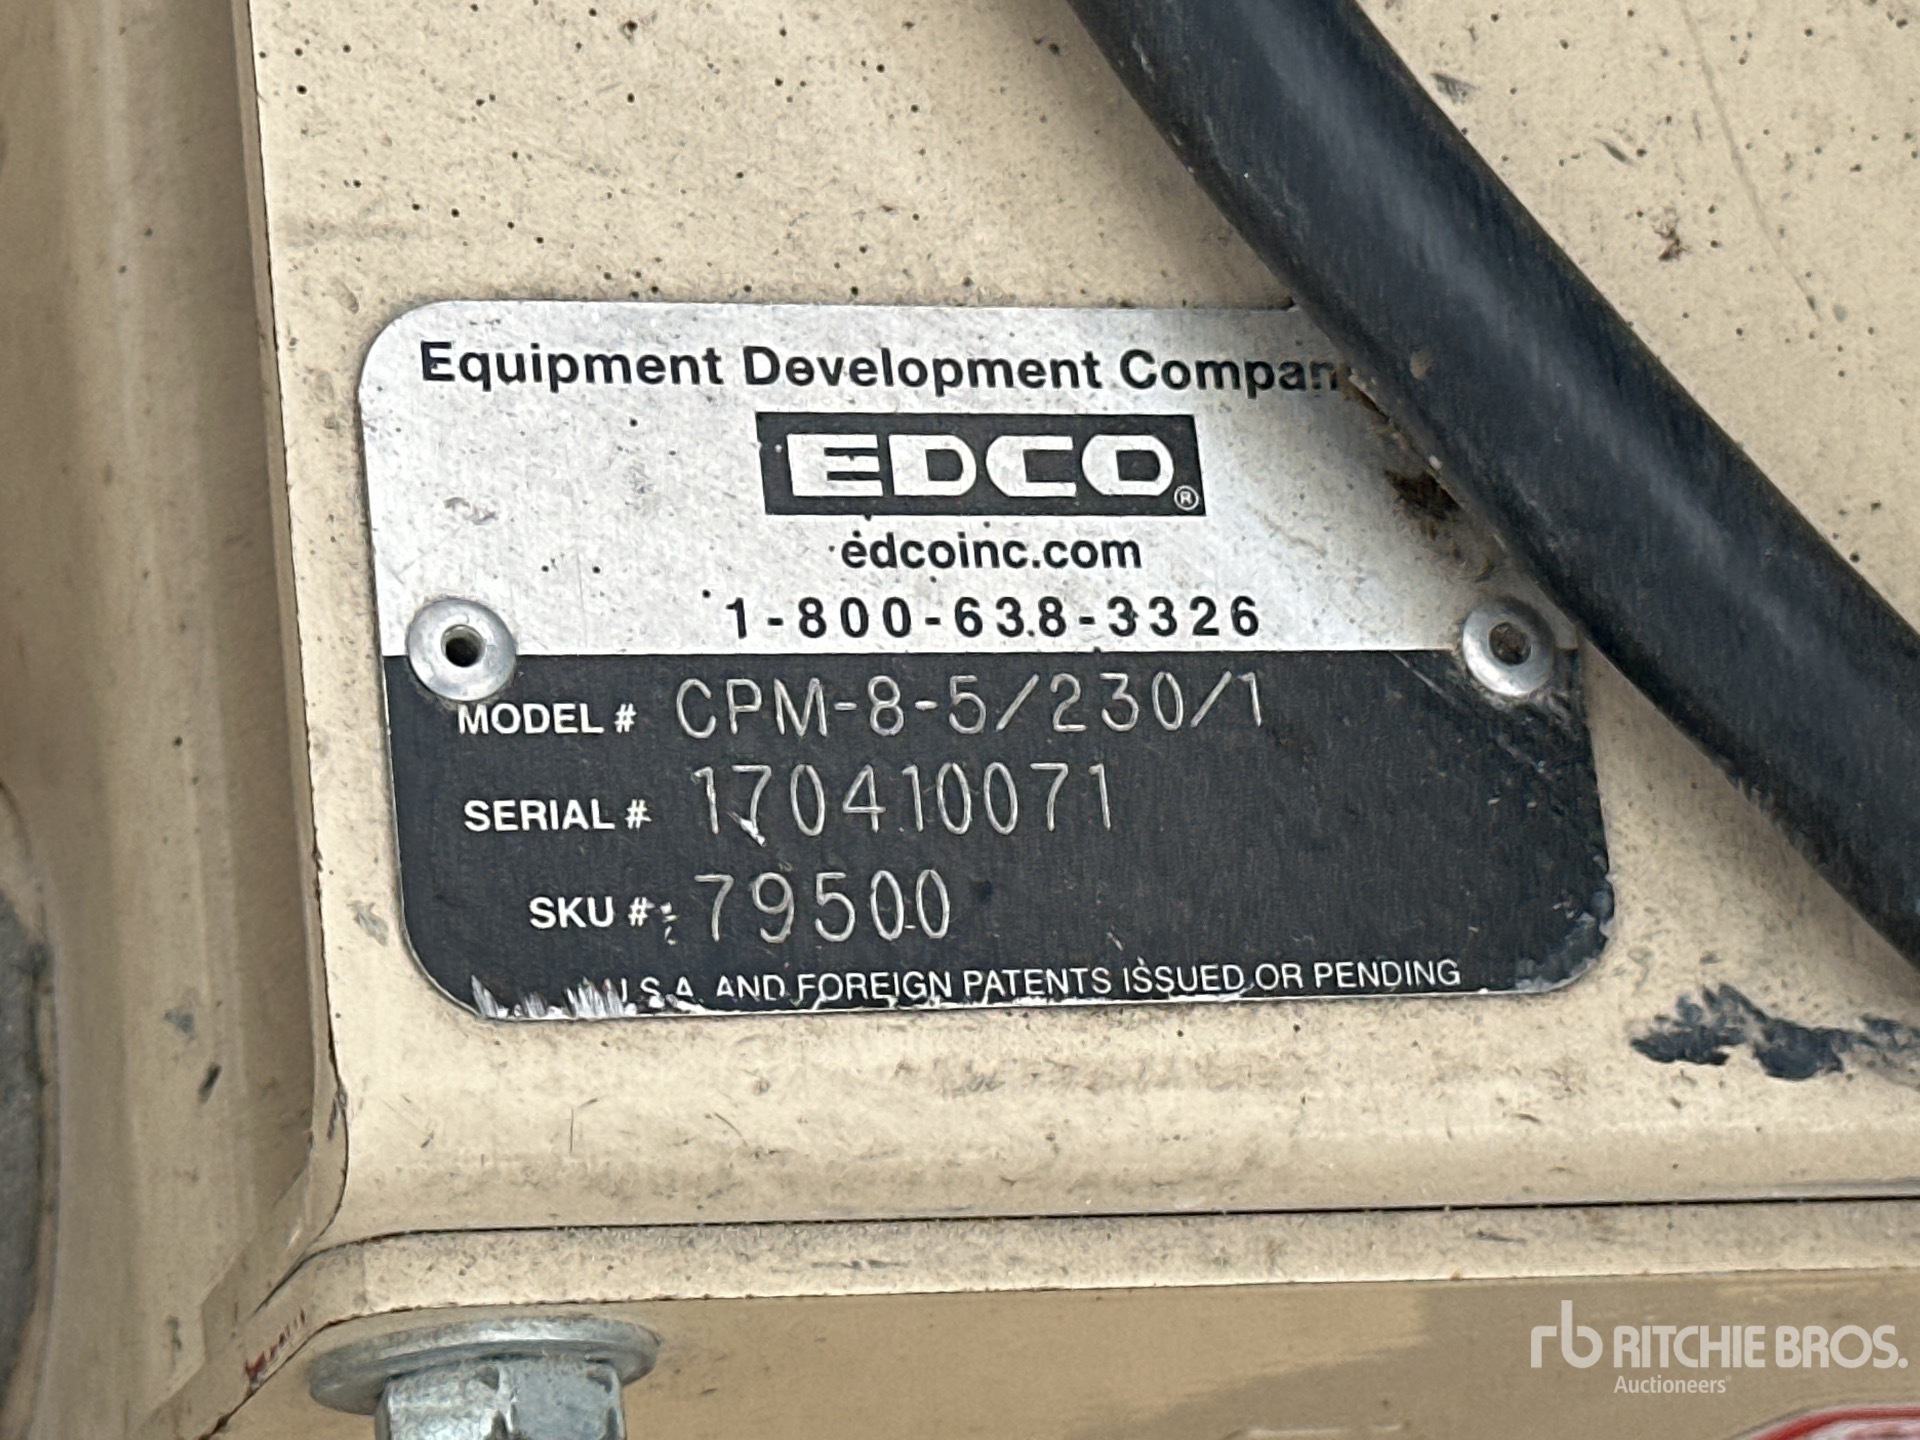 Equipment Development Compan
EDCO®
edcoinc.com
1-800-638-3326
MODEL # CPM-8-5/230/1
SERIAL # 170410071
SKU # 79500
U.S.A. AND FOREIGN PATENTS ISSUED OR PENDING
rb RITCHIE BROS.
Auctioneers